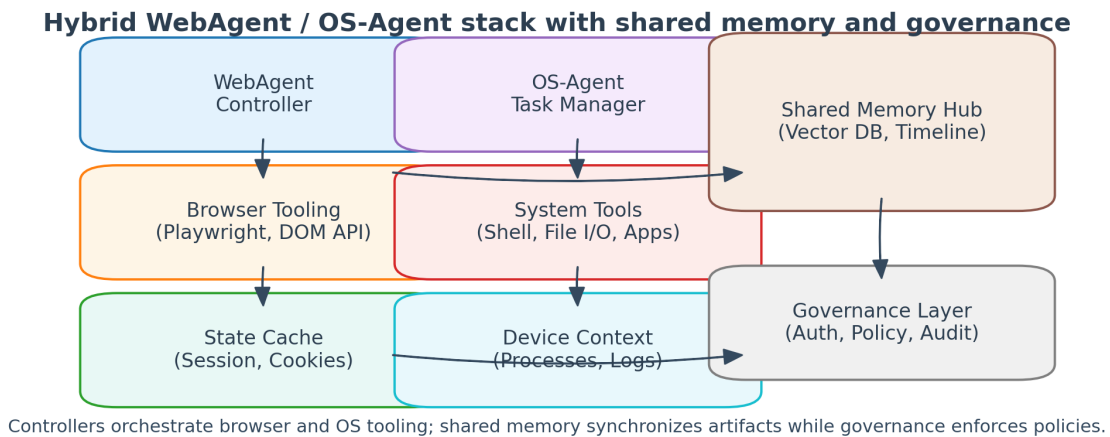 Hybrid WebAgent / OS-Agent stack with shared memory and governance
WebAgent
Controller
OS-Agent
Task Manager
Shared Memory Hub
(Vector DB, Timeline)
Browser Tooling
(Playwright, DOM API)
System Tools
(Shell, File I/O, Apps)
State Cache
(Session, Cookies)
Device Context
(Processes, Logs)
Governance Layer
(Auth, Policy, Audit)
Controllers orchestrate browser and OS tooling; shared memory synchronizes artifacts while governance enforces policies.